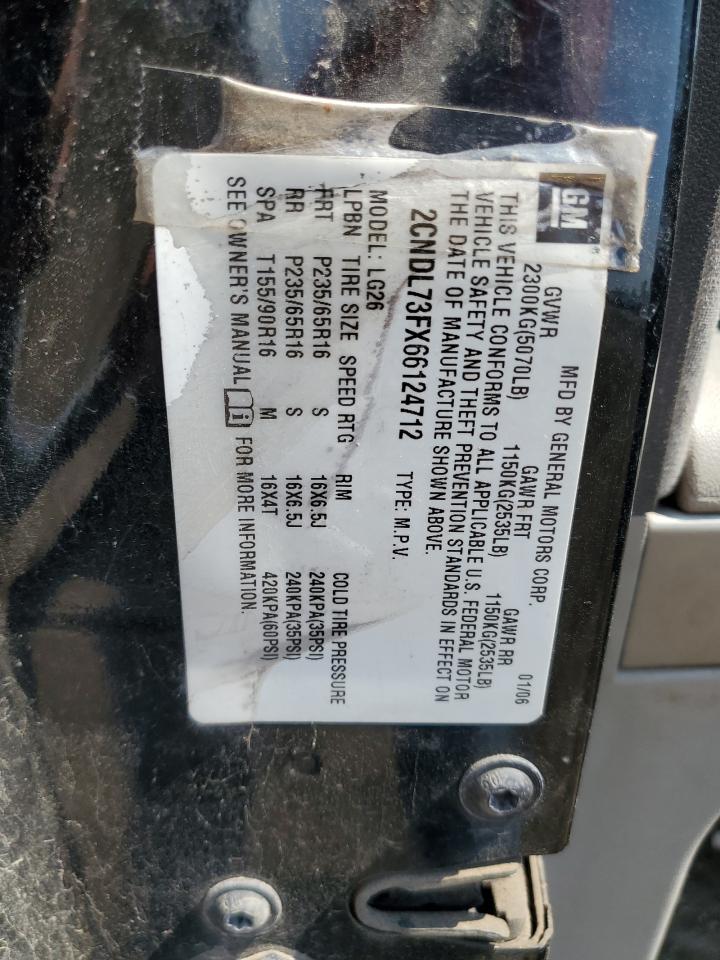 GM
MFD BY GENERAL MOTORS CORP. 01/06
GVWR GAWR FRT GAWR RR
2300KG(5070LB) 1150KG(2535LB) 1150KG(2535LB)
THIS VEHICLE CONFORMS TO ALL APPLICABLE U.S. FEDERAL MOTOR
VEHICLE SAFETY AND THEFT PREVENTION STANDARDS IN EFFECT ON
THE DATE OF MANUFACTURE SHOWN ABOVE.
2CNDL73FX66124712 TYPE: M.P.V.
MODEL: LG26
LPBN TIRE SIZE SPEED RTG RIM COLD TIRE PRESSURE
FRT P235/65R16 S 16X6.5J 240KPA(35PSI)
RR P235/65R16 S 16X6.5J 240KPA(35PSI)
SPA T155/90R16 M 16X4T 420KPA(60PSI)
SEE OWNER'S MANUAL i FOR MORE INFORMATION.